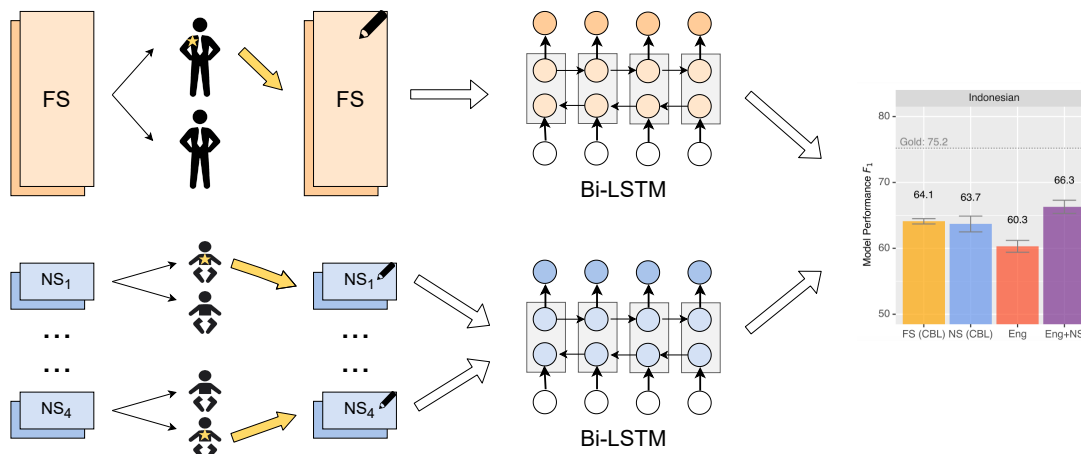 FS
FS
Bi-LSTM
NS₁
NS₁
...
...
...
...
NS₄
NS₄
Bi-LSTM
Indonesian
Model Performance F₁
80
70
60
50
Gold: 75.2
64.1
63.7
60.3
66.3
FS (CBL)
NS (CBL)
Eng
Eng+NS